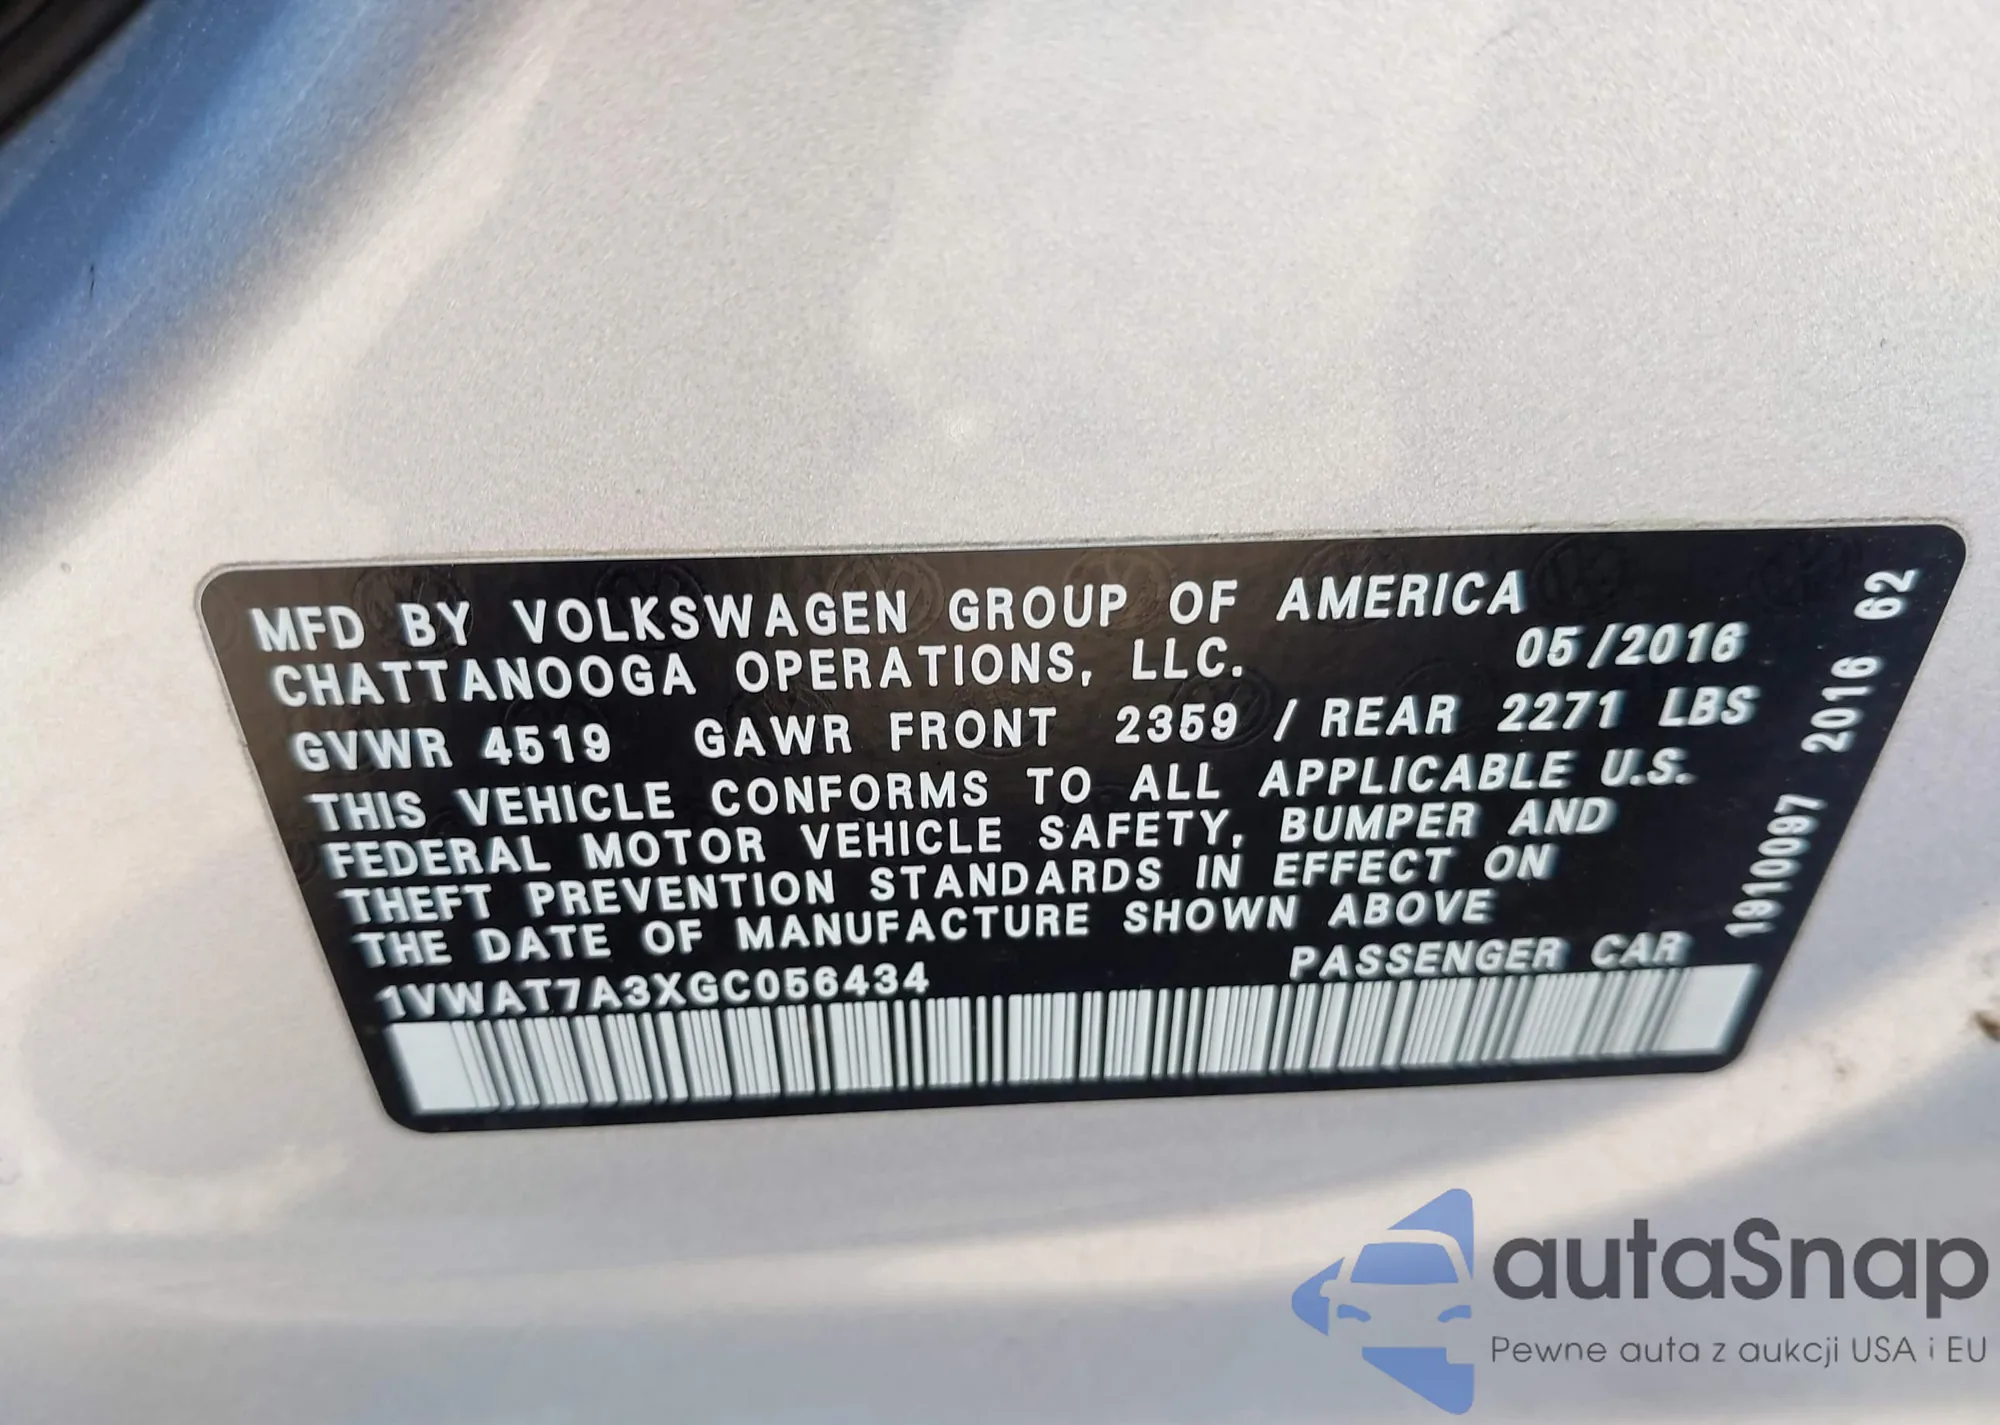 MFD BY VOLKSWAGEN GROUP OF AMERICA
CHATTANOOGA OPERATIONS, LLC. 05/2016
GVWR 4519 GAWR FRONT 2359 / REAR 2271 LBS
THIS VEHICLE CONFORMS TO ALL APPLICABLE U.S.
FEDERAL MOTOR VEHICLE SAFETY, BUMPER AND
THEFT PREVENTION STANDARDS IN EFFECT ON
THE DATE OF MANUFACTURE SHOWN ABOVE
1VWAT7A3XGC056434 PASSENGER CAR
1910097 2016 62
autaSnap
Pewne auta z aukcji USA i EU